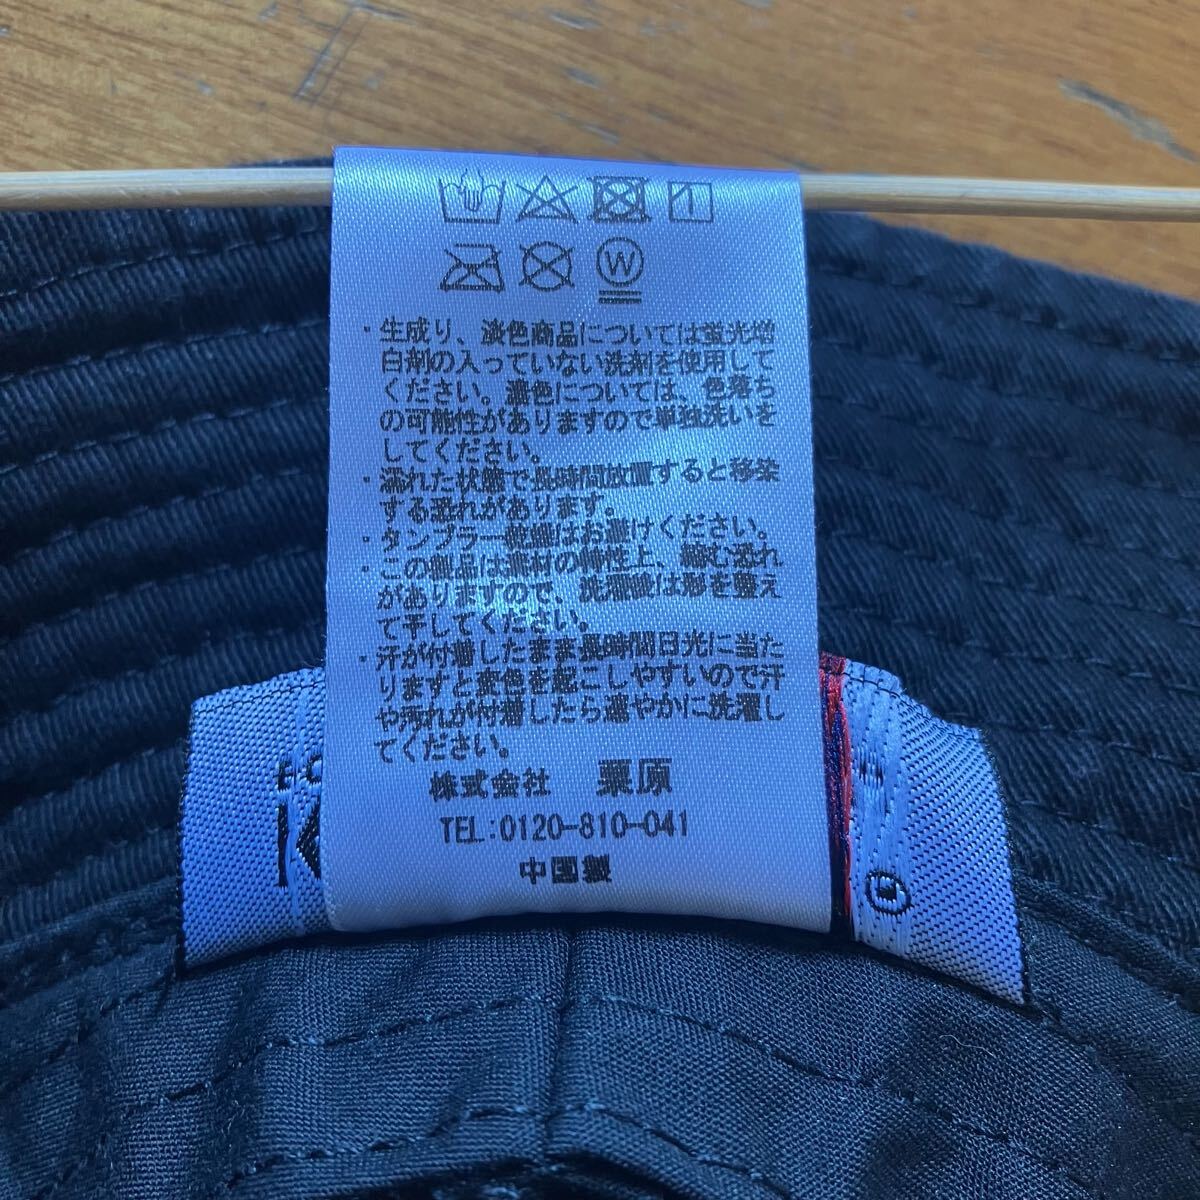 W
・生成り、淡色商品については蛍光増
白剤の入っていない洗剤を使用して
ください。濃色については、色落ち
の可能性がありますので単独洗いを
してください。
・濡れた状態で長時間放置すると移染
する恐れがあります。
・タンブラー乾燥はお避けください。
・この製品は素材の特性上、縮む恐れ
がありますので、洗濯後は形を整え
て干してください。
・汗が付着したまま長時間日光に当た
りますと変色を起こしやすいので汗
や汚れが付着したら速やかに洗濯し
てください。
株式会社 栗原
TEL:0120-810-041
中国製